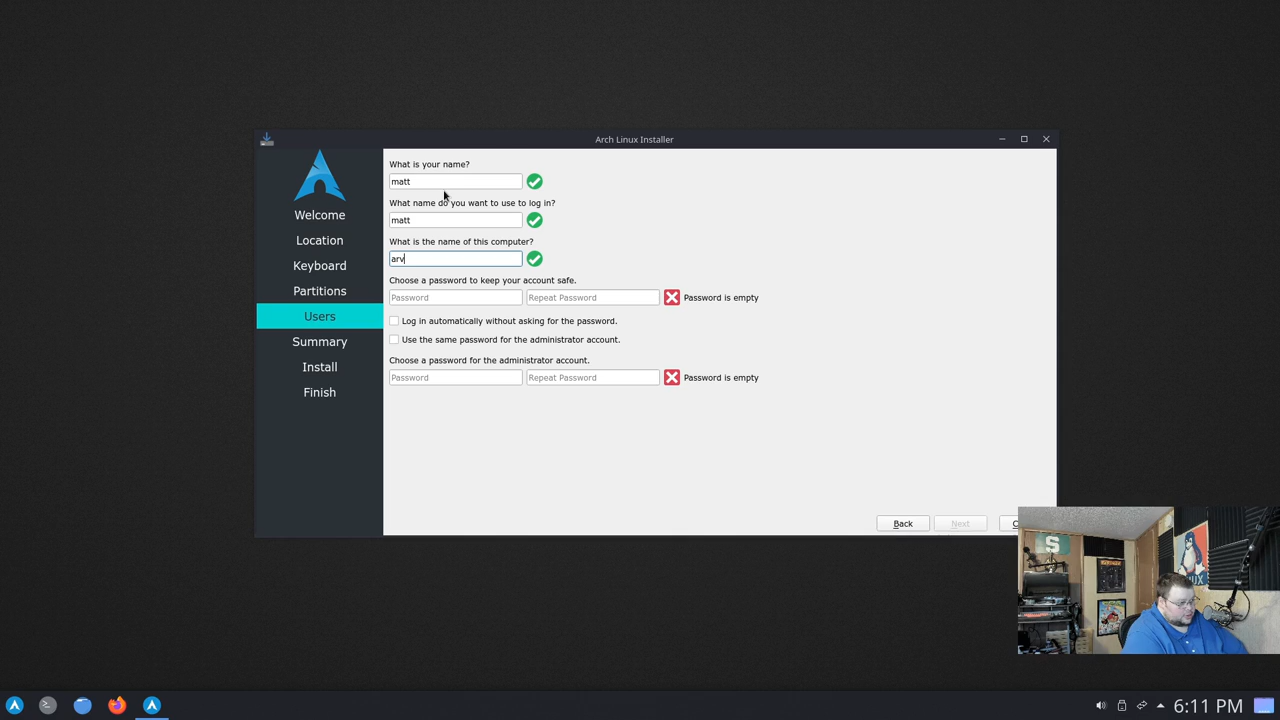 Arch Linux Installer
What is your name?
matt
What name do you want to use to log in?
matt
What is the name of this computer?
arv
Choose a password to keep your account safe.
Password
Repeat Password
Password is empty
Log in automatically without asking for the password.
Use the same password for the administrator account.
Choose a password for the administrator account.
Password
Repeat Password
Password is empty
Welcome
Location
Keyboard
Partitions
Users
Summary
Install
Finish
Back
Next
S
6:11 PM